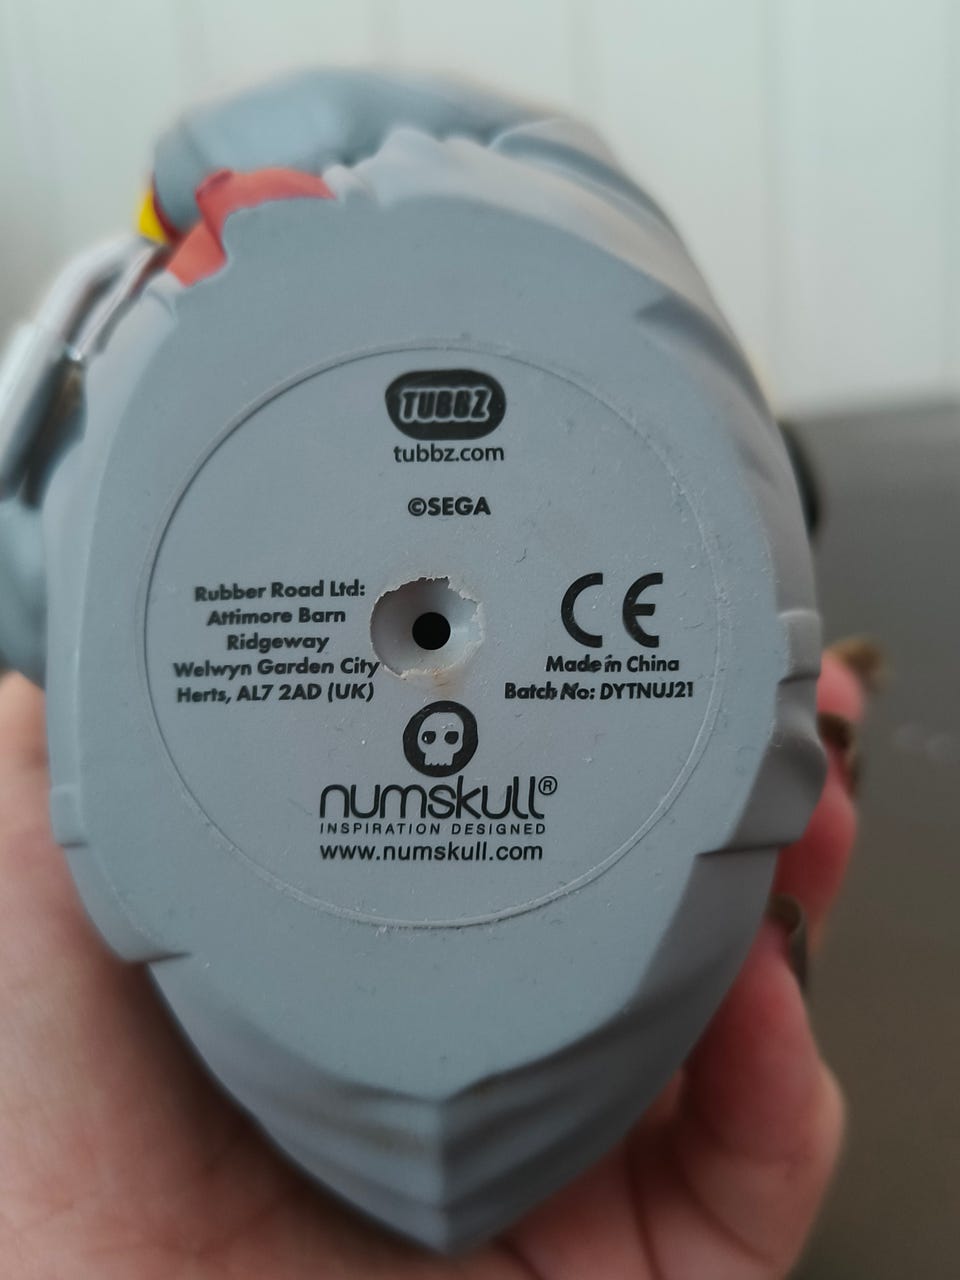 TUBBZ
tubbz.com
©SEGA
Rubber Road Ltd:
Attimore Barn
Ridgeway
Welwyn Garden City
Herts, AL7 2AD (UK)
CE
Made in China
Batch No: DYTNUJ21
numskull®
INSPIRATION DESIGNED
www.numskull.com